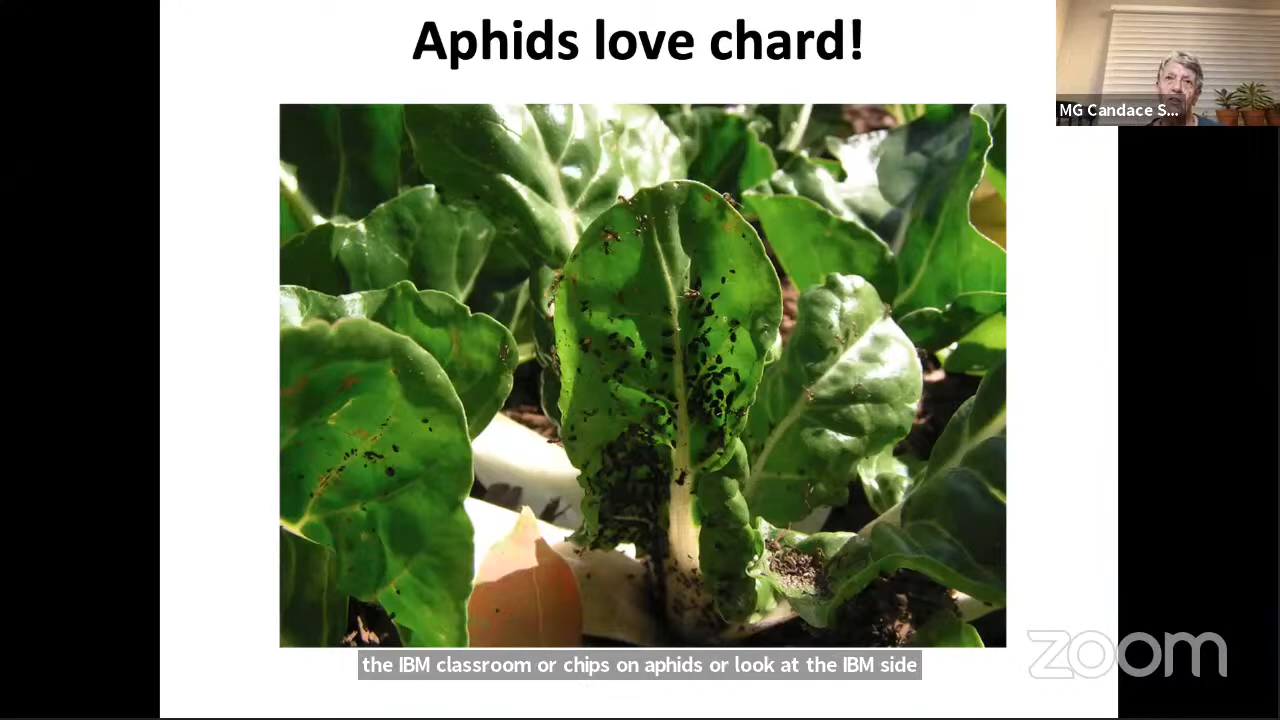 Aphids love chard!
MG Candace S...
the IBM classroom or chips on aphids or look at the IBM side
zoom